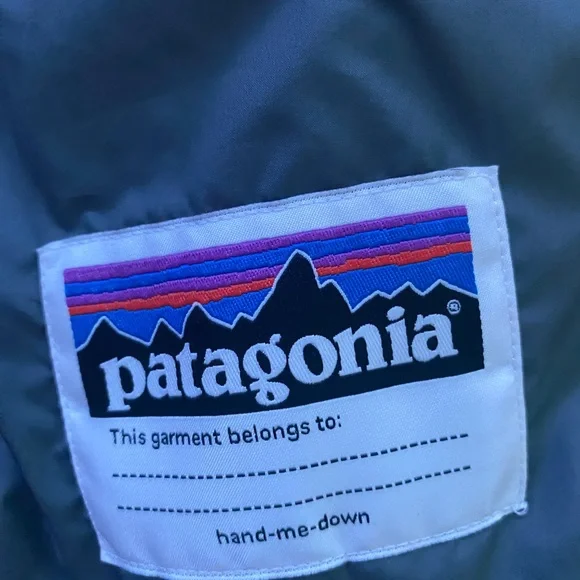 patagonia®
This garment belongs to:
hand-me-down